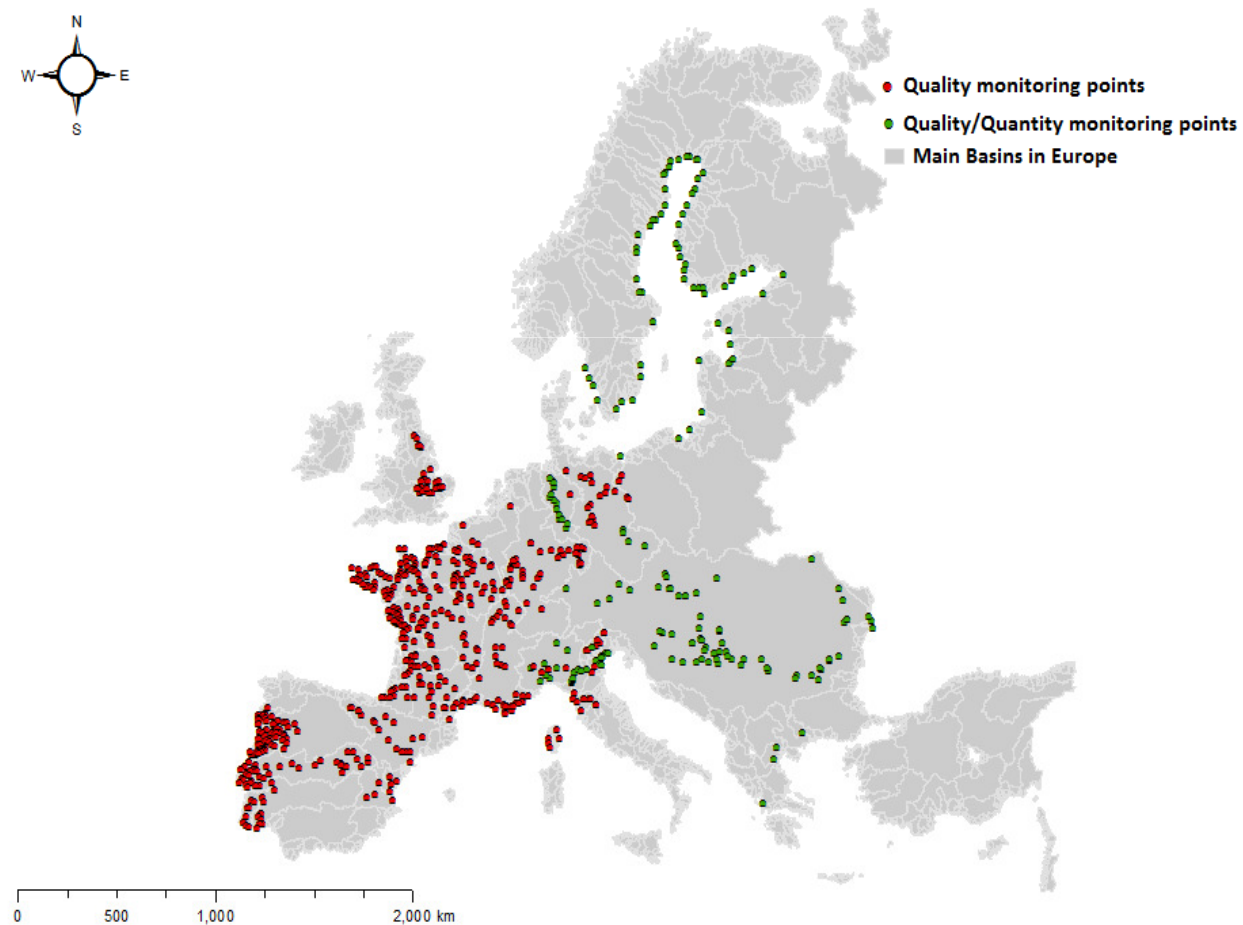 N
W E
S
Quality monitoring points
Quality/Quantity monitoring points
Main Basins in Europe
0 500 1,000 2,000 km